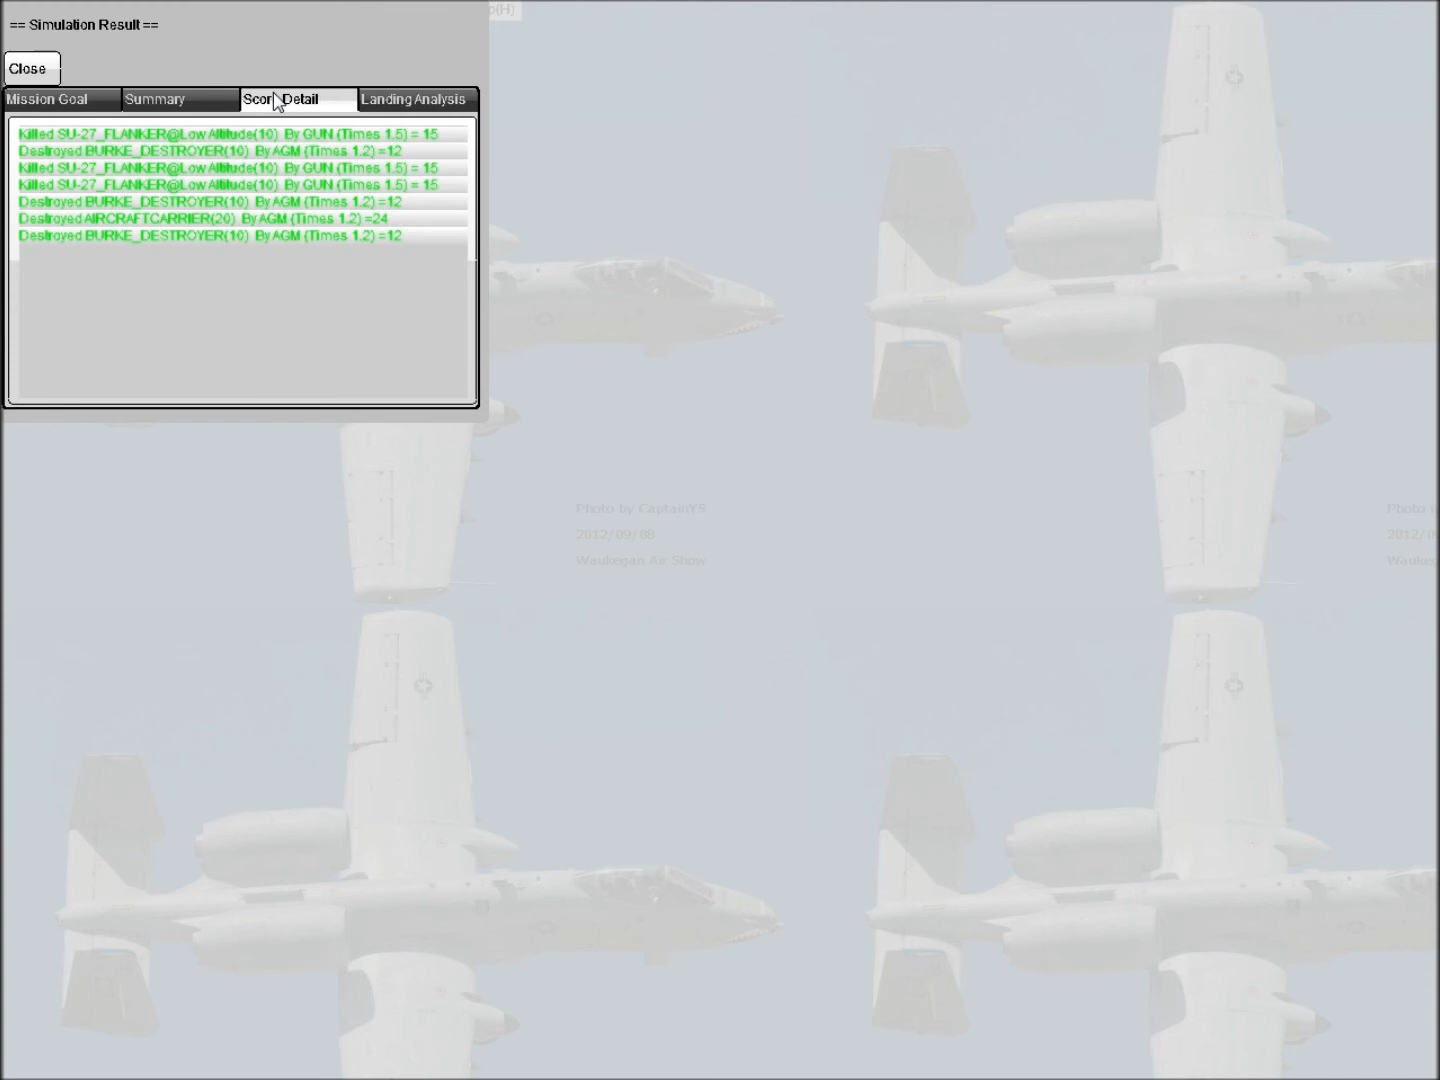 p(H)
== Simulation Result ==
Close
Mission Goal Summary Score Detail Landing Analysis
Killed SU-27_FLANKER@Low Altitude(10) By GUN (Times 1.5) = 15
Destroyed BURKE_DESTROYER(10) By AGM (Times 1.2) =12
Killed SU-27_FLANKER@Low Altitude(10) By GUN (Times 1.5) = 15
Killed SU-27_FLANKER@Low Altitude(10) By GUN (Times 1.5) = 15
Destroyed BURKE_DESTROYER(10) By AGM (Times 1.2) =12
Destroyed AIRCRAFTCARRIER(20) By AGM (Times 1.2) =24
Destroyed BURKE_DESTROYER(10) By AGM (Times 1.2) =12
Photo by CaptainYS
2012/09/08
Waukegan Air Show
Photo
2012/0
Waukeg